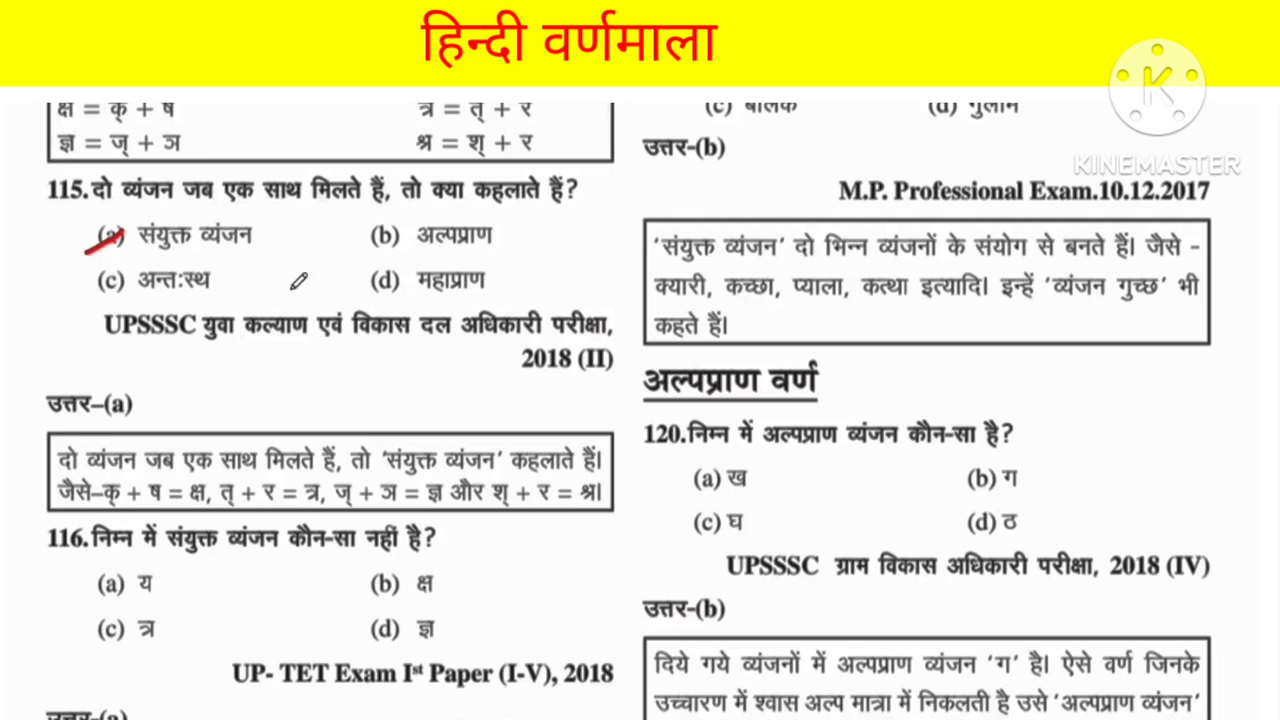 हिन्दी वर्णमाला
K
KINEMASTER
क्ष = क् + ष त्र = त् + र
ज्ञ = ज् + ञ श्र = श् + र
115. दो व्यंजन जब एक साथ मिलते हैं, तो क्या कहलाते हैं?
(a) संयुक्त व्यंजन (b) अल्पप्राण
(c) अन्तःस्थ (d) महाप्राण
UPSSSC युवा कल्याण एवं विकास दल अधिकारी परीक्षा,
2018 (II)
उत्तर–(a)
दो व्यंजन जब एक साथ मिलते हैं, तो 'संयुक्त व्यंजन' कहलाते हैं।
जैसे–क् + ष = क्ष, त् + र = त्र, ज् + ञ = ज्ञ और श् + र = श्र।
116. निम्न में संयुक्त व्यंजन कौन-सा नहीं है?
(a) य (b) क्ष
(c) त्र (d) ज्ञ
UP- TET Exam Ist Paper (I-V), 2018
उत्तर–(a)
(c) बालक (d) गुलाम
उत्तर-(b)
M.P. Professional Exam.10.12.2017
'संयुक्त व्यंजन' दो भिन्न व्यंजनों के संयोग से बनते हैं। जैसे -
क्यारी, कच्छा, प्याला, कत्था इत्यादि। इन्हें 'व्यंजन गुच्छ' भी
कहते हैं।
अल्पप्राण वर्ण
120. निम्न में अल्पप्राण व्यंजन कौन-सा है?
(a) ख (b) ग
(c) घ (d) ठ
UPSSSC ग्राम विकास अधिकारी परीक्षा, 2018 (IV)
उत्तर-(b)
दिये गये व्यंजनों में अल्पप्राण व्यंजन 'ग' है। ऐसे वर्ण जिनके
उच्चारण में श्वास अल्प मात्रा में निकलती है उसे 'अल्पप्राण व्यंजन'